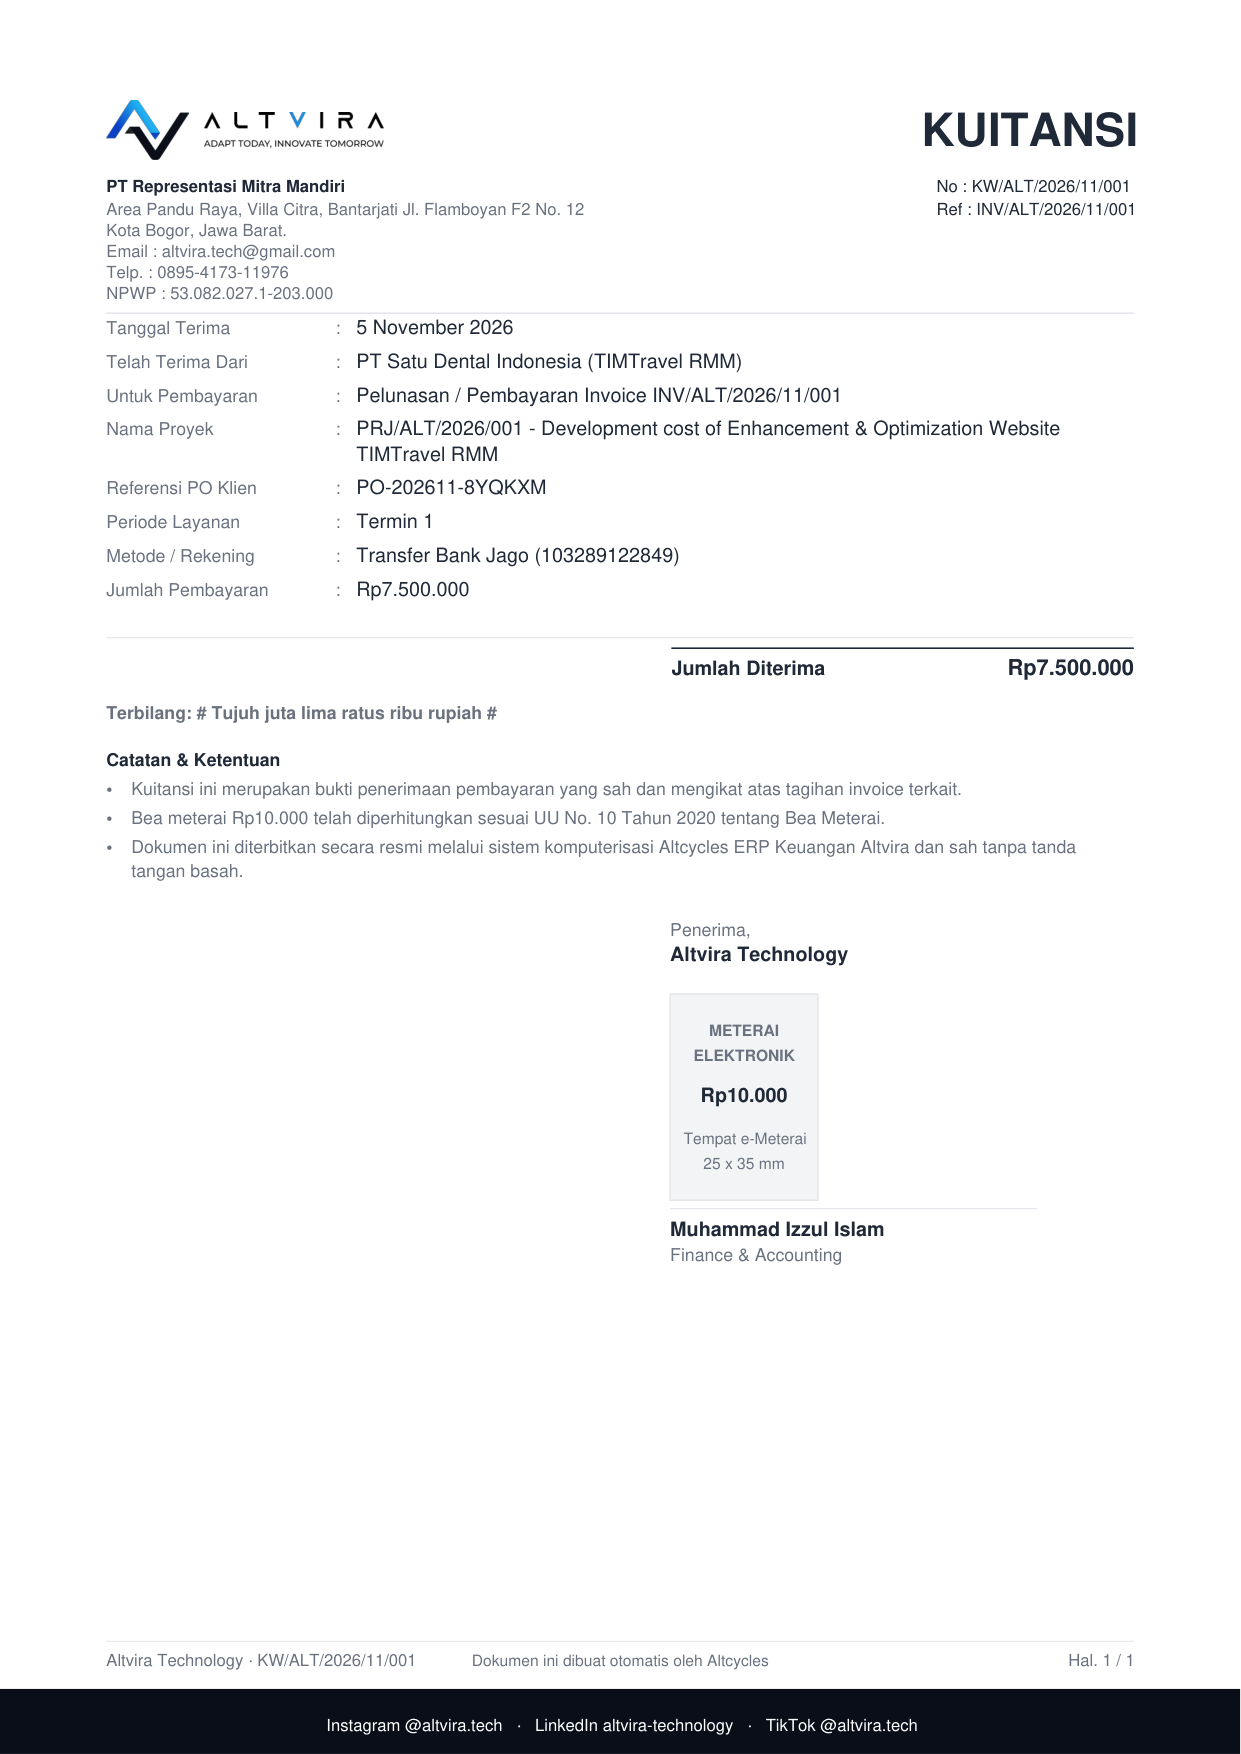 ALTVIRA
ADAPT TODAY, INNOVATE TOMORROW
KUITANSI
PT Representasi Mitra Mandiri
Area Pandu Raya, Villa Citra, Bantarjati Jl. Flamboyan F2 No. 12
Kota Bogor, Jawa Barat.
Email : altvira.tech@gmail.com
Telp. : 0895-4173-11976
NPWP : 53.082.027.1-203.000
No : KW/ALT/2026/11/001
Ref : INV/ALT/2026/11/001
Tanggal Terima : 5 November 2026
Telah Terima Dari : PT Satu Dental Indonesia (TIMTravel RMM)
Untuk Pembayaran : Pelunasan / Pembayaran Invoice INV/ALT/2026/11/001
Nama Proyek : PRJ/ALT/2026/001 - Development cost of Enhancement & Optimization Website
TIMTravel RMM
Referensi PO Klien : PO-202611-8YQKXM
Periode Layanan : Termin 1
Metode / Rekening : Transfer Bank Jago (103289122849)
Jumlah Pembayaran : Rp7.500.000
Jumlah Diterima Rp7.500.000
Terbilang: # Tujuh juta lima ratus ribu rupiah #
Catatan & Ketentuan
• Kuitansi ini merupakan bukti penerimaan pembayaran yang sah dan mengikat atas tagihan invoice terkait.
• Bea meterai Rp10.000 telah diperhitungkan sesuai UU No. 10 Tahun 2020 tentang Bea Meterai.
• Dokumen ini diterbitkan secara resmi melalui sistem komputerisasi Altcycles ERP Keuangan Altvira dan sah tanpa tanda
tangan basah.
Penerima,
Altvira Technology
METERAI
ELEKTRONIK
Rp10.000
Tempat e-Meterai
25 x 35 mm
Muhammad Izzul Islam
Finance & Accounting
Altvira Technology · KW/ALT/2026/11/001 Dokumen ini dibuat otomatis oleh Altcycles Hal. 1 / 1
Instagram @altvira.tech · LinkedIn altvira-technology · TikTok @altvira.tech